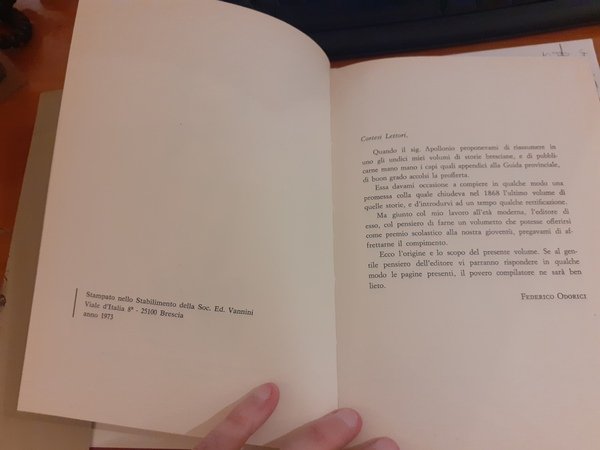 Stampato nello Stabilimento della Soc. Ed. Vannini
Viale d'Italia 8ª - 25100 Brescia
anno 1973
Cortesi Lettori,
Quando il sig. Apollonio proponevami di riassumere in
uno gli undici miei volumi di storie bresciane, e di pubbli-
carne mano mano i capi quali appendici alla Guida provinciale,
di buon grado accolsi la profferta.
Essa davami occasione a compiere in qualche modo una
promessa colla quale chiudeva nel 1868 l'ultimo volume di
quelle storie, e d'introdurvi ad un tempo qualche rettificazione.
Ma giunto col mio lavoro all'età moderna, l'editore di
esso, col pensiero di farne un volumetto che potesse offerirsi
come premio scolastico alla nostra gioventù, pregavami di af-
frettarne il compimento.
Ecco l'origine e lo scopo del presente volume. Se al gen-
tile pensiero dell'editore vi parranno rispondere in qualche
modo le pagine presenti, il povero compilatore ne sarà ben
lieto.
FEDERICO ODORICI